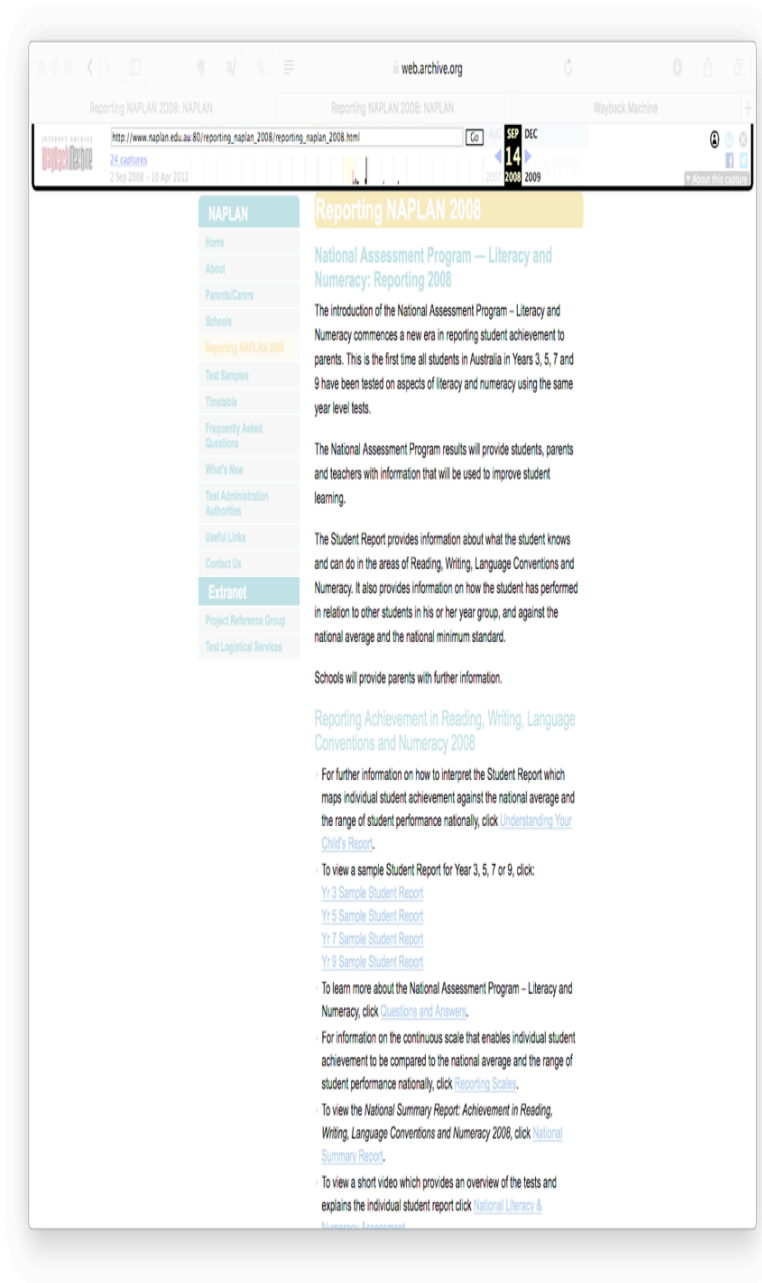 web.archive.org
Reporting NAPLAN 2008: NAPLAN
Reporting NAPLAN 2008: NAPLAN
Wayback Machine
INTERNET ARCHIVE
WayBackMachine
http://www.naplan.edu.au:80/reporting_naplan_2008/reporting_naplan_2008.html
Go
AUG SEP DEC
14
2007 2008 2009
24 captures
2 Sep 2008 – 10 Apr 2012
About this capture
NAPLAN
Home
About
Parents/Carers
Schools
Reporting NAPLAN 2008
Test Samples
Timetable
Frequently Asked
Questions
What's New
Test Administration
Authorities
Useful Links
Contact Us
Extranet
Project Reference Group
Test Logistical Services
Reporting NAPLAN 2008
National Assessment Program — Literacy and
Numeracy: Reporting 2008
The introduction of the National Assessment Program – Literacy and
Numeracy commences a new era in reporting student achievement to
parents. This is the first time all students in Australia in Years 3, 5, 7 and
9 have been tested on aspects of literacy and numeracy using the same
year level tests.
The National Assessment Program results will provide students, parents
and teachers with information that will be used to improve student
learning.
The Student Report provides information about what the student knows
and can do in the areas of Reading, Writing, Language Conventions and
Numeracy. It also provides information on how the student has performed
in relation to other students in his or her year group, and against the
national average and the national minimum standard.
Schools will provide parents with further information.
Reporting Achievement in Reading, Writing, Language
Conventions and Numeracy 2008
For further information on how to interpret the Student Report which
maps individual student achievement against the national average and
the range of student performance nationally, click Understanding Your
Child's Report.
To view a sample Student Report for Year 3, 5, 7 or 9, click:
Yr 3 Sample Student Report
Yr 5 Sample Student Report
Yr 7 Sample Student Report
Yr 9 Sample Student Report
To learn more about the National Assessment Program – Literacy and
Numeracy, click Questions and Answers.
For information on the continuous scale that enables individual student
achievement to be compared to the national average and the range of
student performance nationally, click Reporting Scales.
To view the National Summary Report: Achievement in Reading,
Writing, Language Conventions and Numeracy 2008, click National
Summary Report.
To view a short video which provides an overview of the tests and
explains the individual student report click National Literacy &
Numeracy Assessment